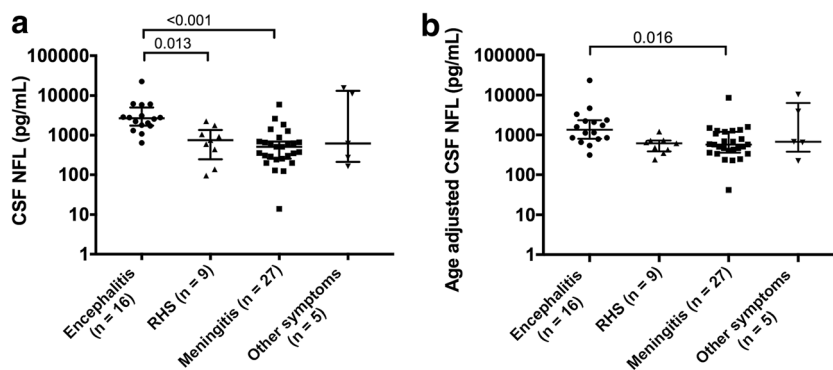 a
<0.001
0.013
CSF NFL (pg/mL)
100000
10000
1000
100
10
1
Encephalitis
(n = 16)
RHS (n = 9)
Meningitis (n = 27)
Other symptoms
(n = 5)
b
0.016
Age adjusted CSF NFL (pg/mL)
100000
10000
1000
100
10
1
Encephalitis
(n = 16)
RHS (n = 9)
Meningitis (n = 27)
Other symptoms
(n = 5)